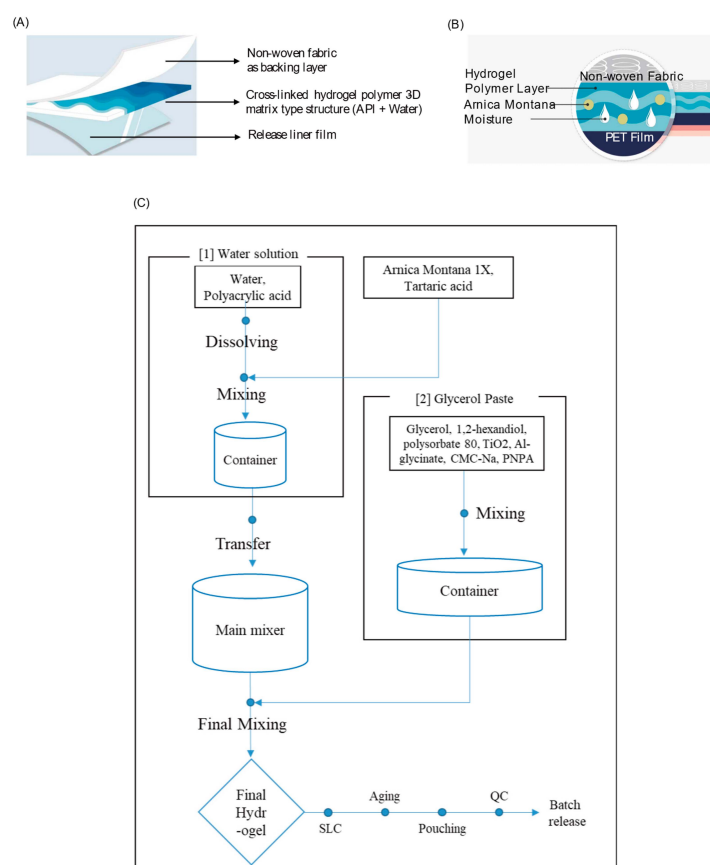 (A)
Non-woven fabric
as backing layer
Cross-linked hydrogel polymer 3D
matrix type structure (API + Water)
Release liner film
(B)
Hydrogel
Polymer Layer
Non-woven Fabric
Arnica Montana
Moisture
PET Film
(C)
[1] Water solution
Water,
Polyacrylic acid
Arnica Montana 1X,
Tartaric acid
Dissolving
Mixing
Container
[2] Glycerol Paste
Glycerol, 1,2-hexandiol,
polysorbate 80, TiO2, Al-
glycinate, CMC-Na, PNPA
Mixing
Container
Transfer
Main mixer
Final Mixing
Final
Hydr
-ogel
SLC
Aging
Pouching
QC
Batch
release